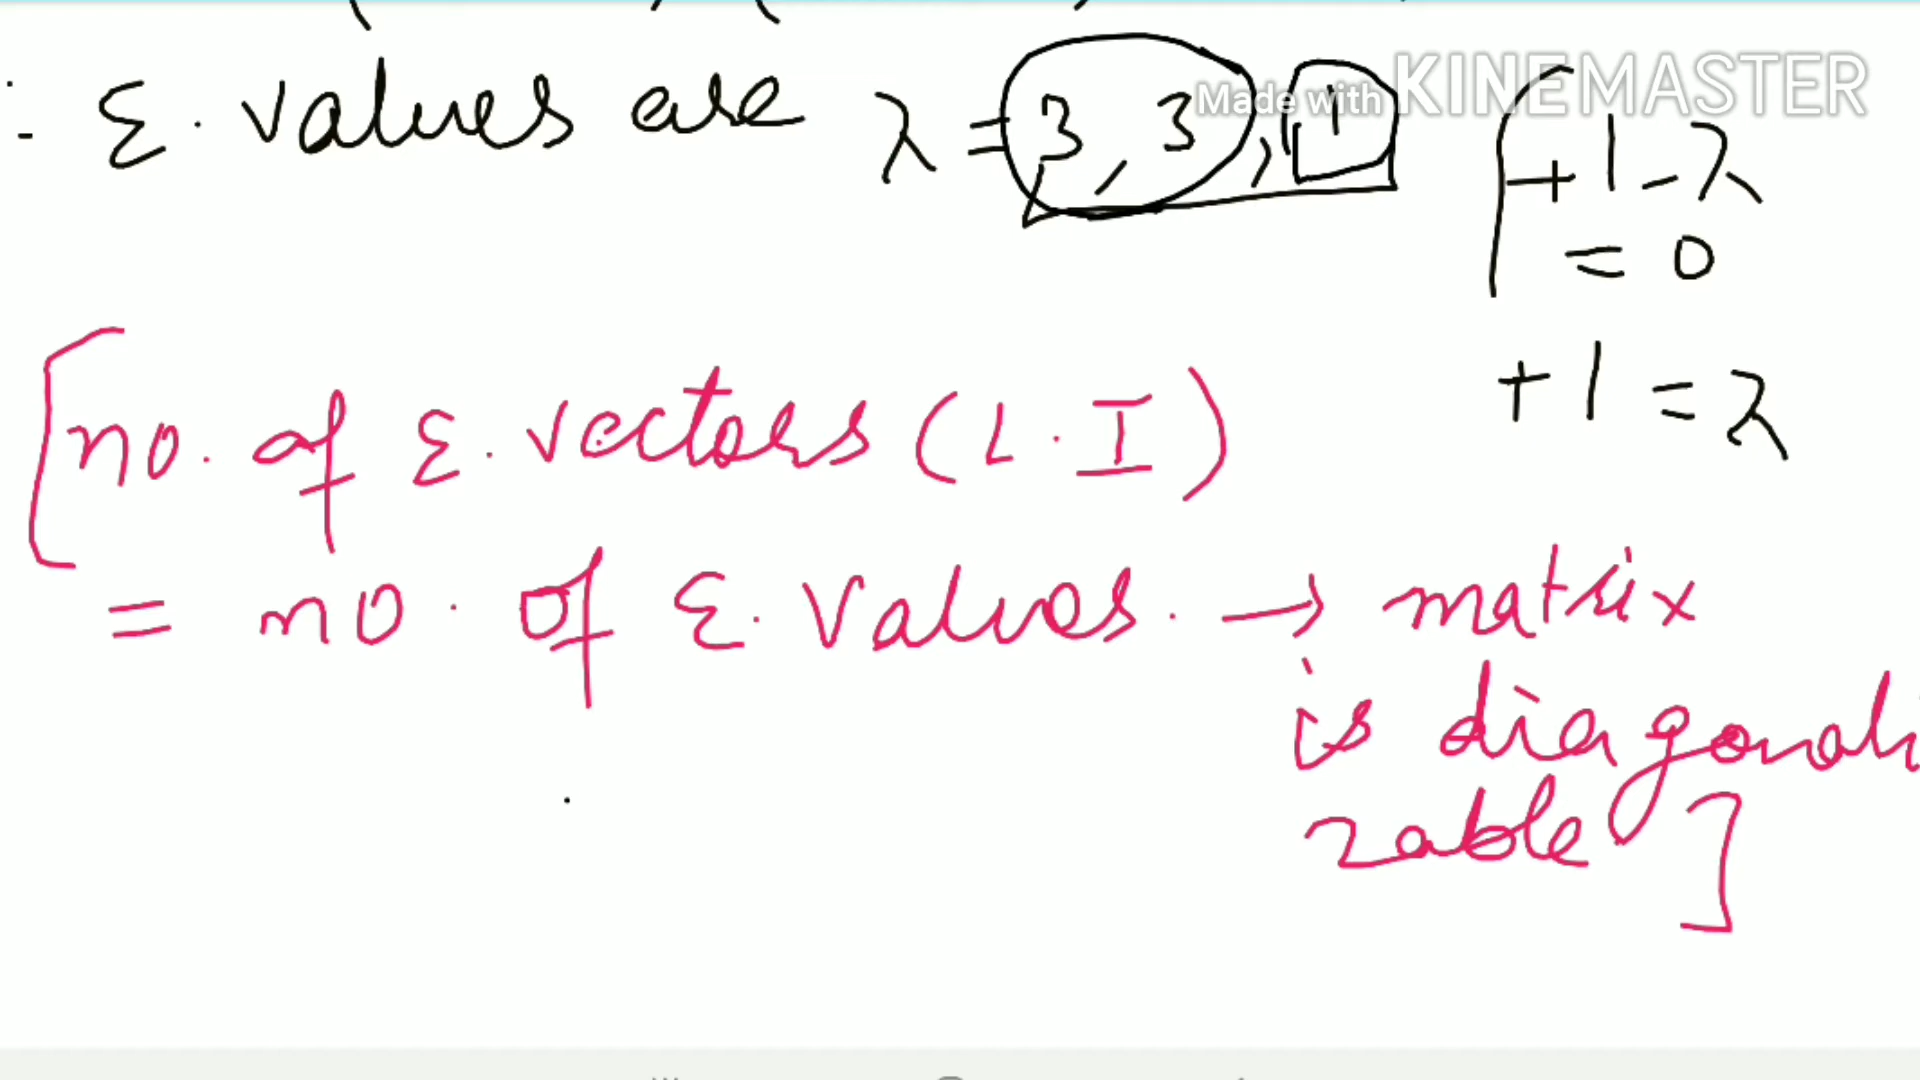 Made with KINEMASTER
ε. values are λ = 3, 3, 1
+1-λ
= 0
+1 = λ
[no. of ε. vectors (L.I)
= no. of ε. values. → matrix
is diagonali
zable]